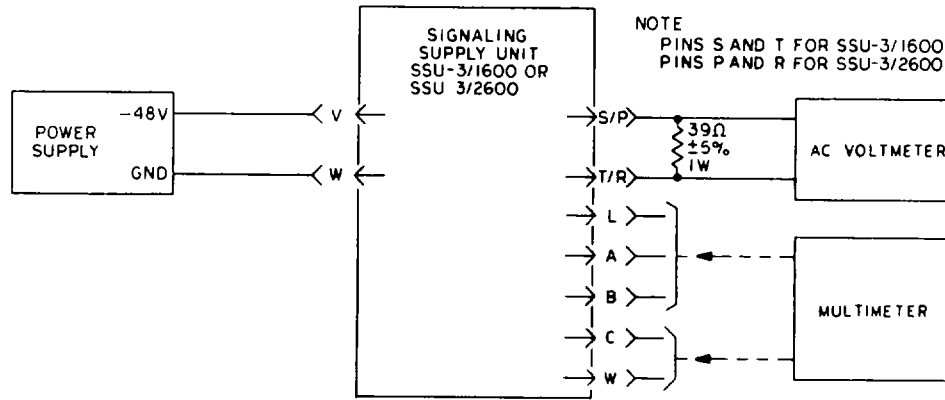 NOTE
PINS S AND T FOR SSU-3/1600
PINS P AND R FOR SSU-3/2600
SIGNALING
SUPPLY UNIT
SSU-3/1600 OR
SSU 3/2600
POWER
SUPPLY
-48V
GND
V
W
S/P
T/R
L
A
B
C
W
39Ω
±5%
1W
AC VOLTMETER
MULTIMETER